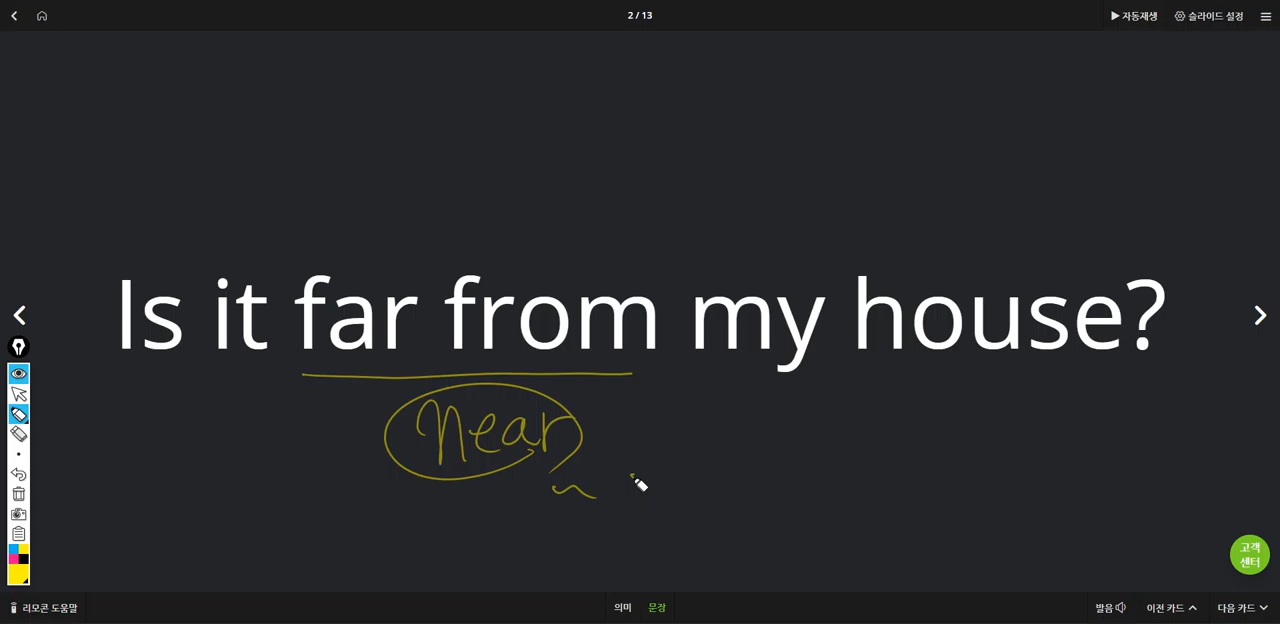 2 / 13
▶ 자동재생
슬라이드 설정
Is it far from my house?
near
고객
센터
리모콘 도움말
의미
문장
발음
이전 카드
다음 카드